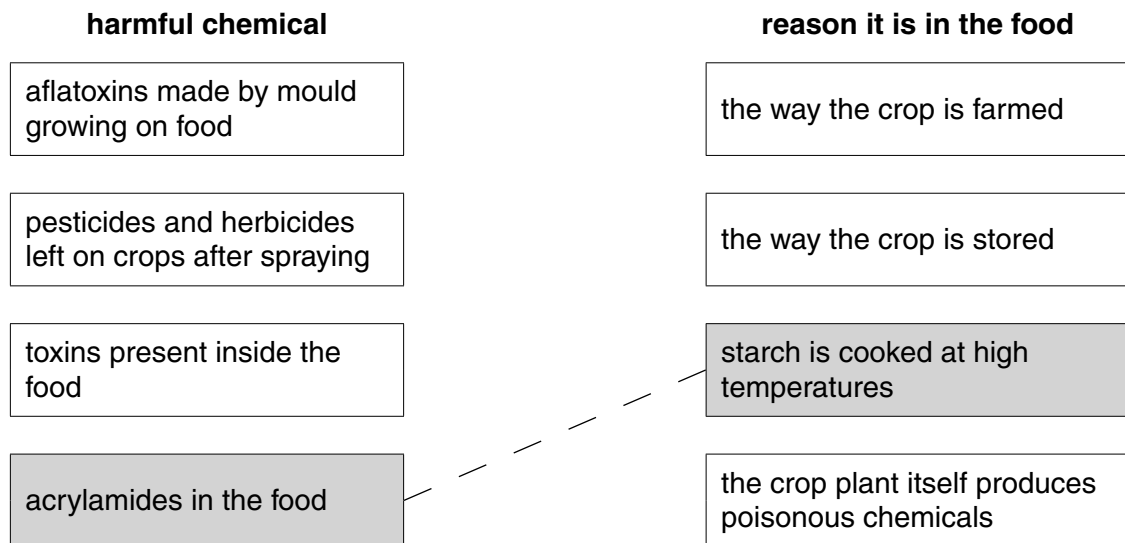 harmful chemical
reason it is in the food
aflatoxins made by mould
growing on food
the way the crop is farmed
pesticides and herbicides
left on crops after spraying
the way the crop is stored
toxins present inside the
food
starch is cooked at high
temperatures
acrylamides in the food
the crop plant itself produces
poisonous chemicals